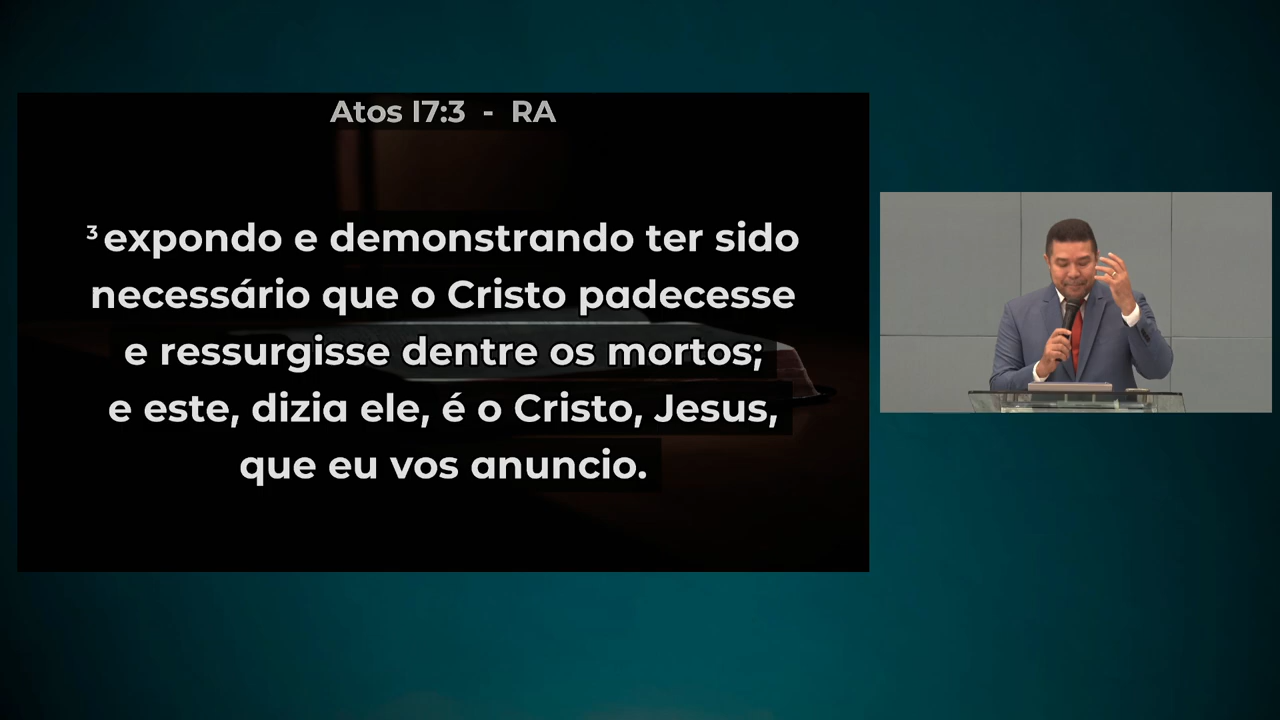 Atos 17:3 - RA
3 expondo e demonstrando ter sido
necessário que o Cristo padecesse
e ressurgisse dentre os mortos;
e este, dizia ele, é o Cristo, Jesus,
que eu vos anuncio.